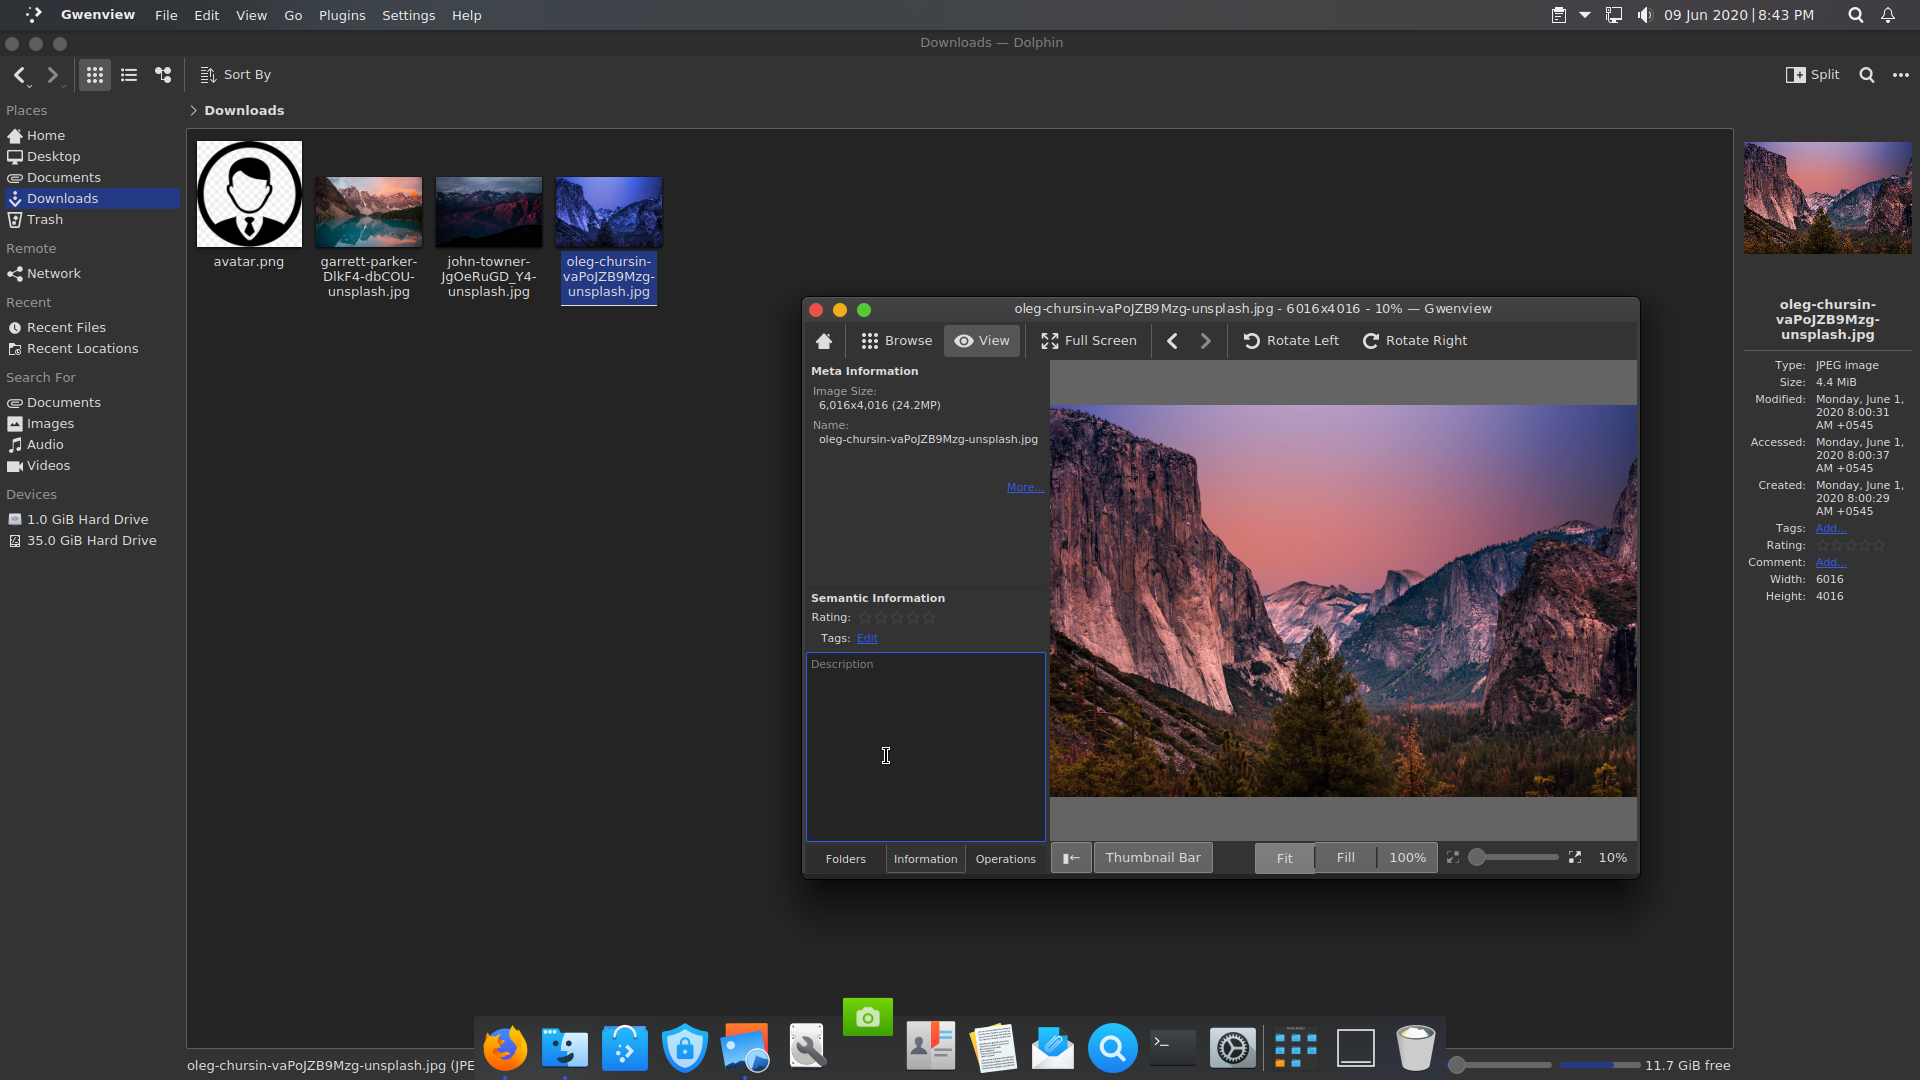 Gwenview File Edit View Go Plugins Settings Help
09 Jun 2020 | 8:43 PM
Downloads — Dolphin
Sort By
Split
Places
Home
Desktop
Documents
Downloads
Trash
Remote
Network
Recent
Recent Files
Recent Locations
Search For
Documents
Images
Audio
Videos
Devices
1.0 GiB Hard Drive
35.0 GiB Hard Drive
Downloads
avatar.png
garrett-parker-
DlkF4-dbCOU-
unsplash.jpg
john-towner-
JgOeRuGD_Y4-
unsplash.jpg
oleg-chursin-
vaPoJZB9Mzg-
unsplash.jpg
oleg-chursin-vaPoJZB9Mzg-unsplash.jpg - 6016x4016 - 10% — Gwenview
Browse View Full Screen Rotate Left Rotate Right
Meta Information
Image Size:
6,016x4,016 (24.2MP)
Name:
oleg-chursin-vaPoJZB9Mzg-unsplash.jpg
More...
Semantic Information
Rating:
Tags: Edit
Description
Folders Information Operations
Thumbnail Bar Fit Fill 100% 10%
oleg-chursin-
vaPoJZB9Mzg-
unsplash.jpg
Type: JPEG image
Size: 4.4 MiB
Modified: Monday, June 1,
2020 8:00:31
AM +0545
Accessed: Monday, June 1,
2020 8:00:37
AM +0545
Created: Monday, June 1,
2020 8:00:29
AM +0545
Tags: Add...
Rating:
Comment: Add...
Width: 6016
Height: 4016
oleg-chursin-vaPoJZB9Mzg-unsplash.jpg (JPE
11.7 GiB free